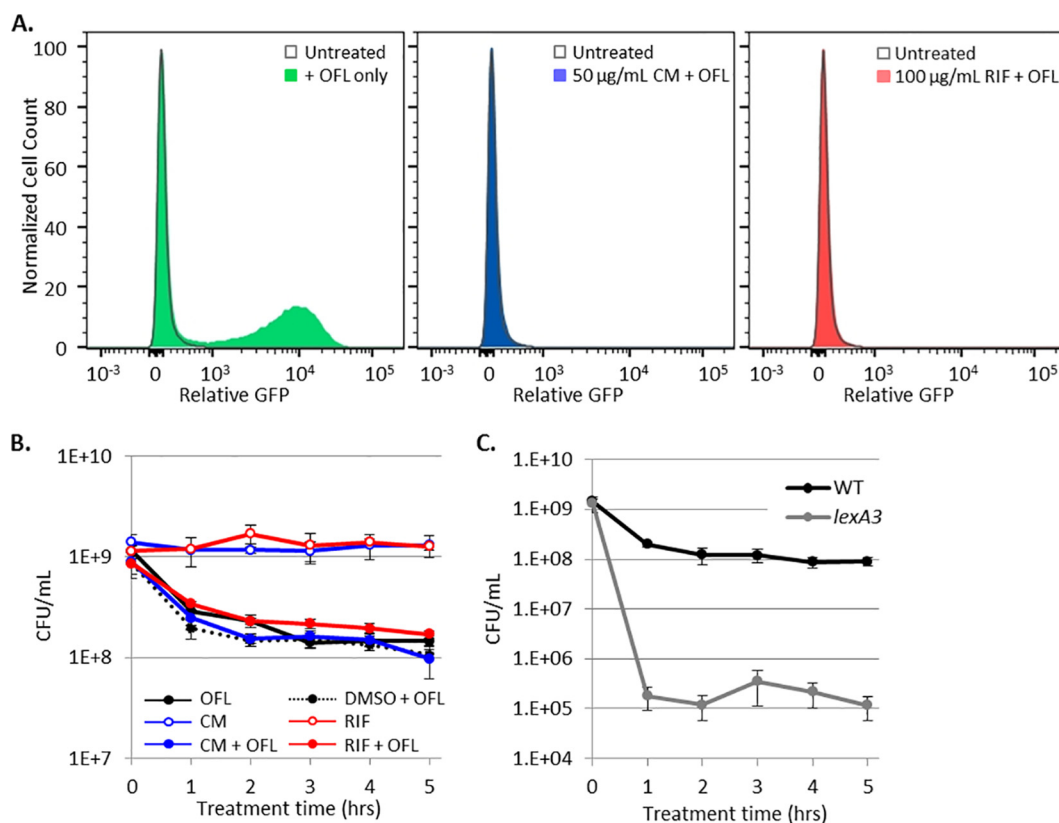 A.
Normalized Cell Count
100
80
60
40
20
0
Untreated
+ OFL only
10⁻³ 0 10³ 10⁴ 10⁵
Relative GFP
Untreated
50 µg/mL CM + OFL
10⁻³ 0 10³ 10⁴ 10⁵
Relative GFP
Untreated
100 µg/mL RIF + OFL
10⁻³ 0 10³ 10⁴ 10⁵
Relative GFP
B.
CFU/mL
1E+10
1E+9
1E+8
1E+7
OFL DMSO + OFL
CM RIF
CM + OFL RIF + OFL
0 1 2 3 4 5
Treatment time (hrs)
C.
CFU/mL
1.E+10
1.E+09
1.E+08
1.E+07
1.E+06
1.E+05
1.E+04
WT
lexA3
0 1 2 3 4 5
Treatment time (hrs)